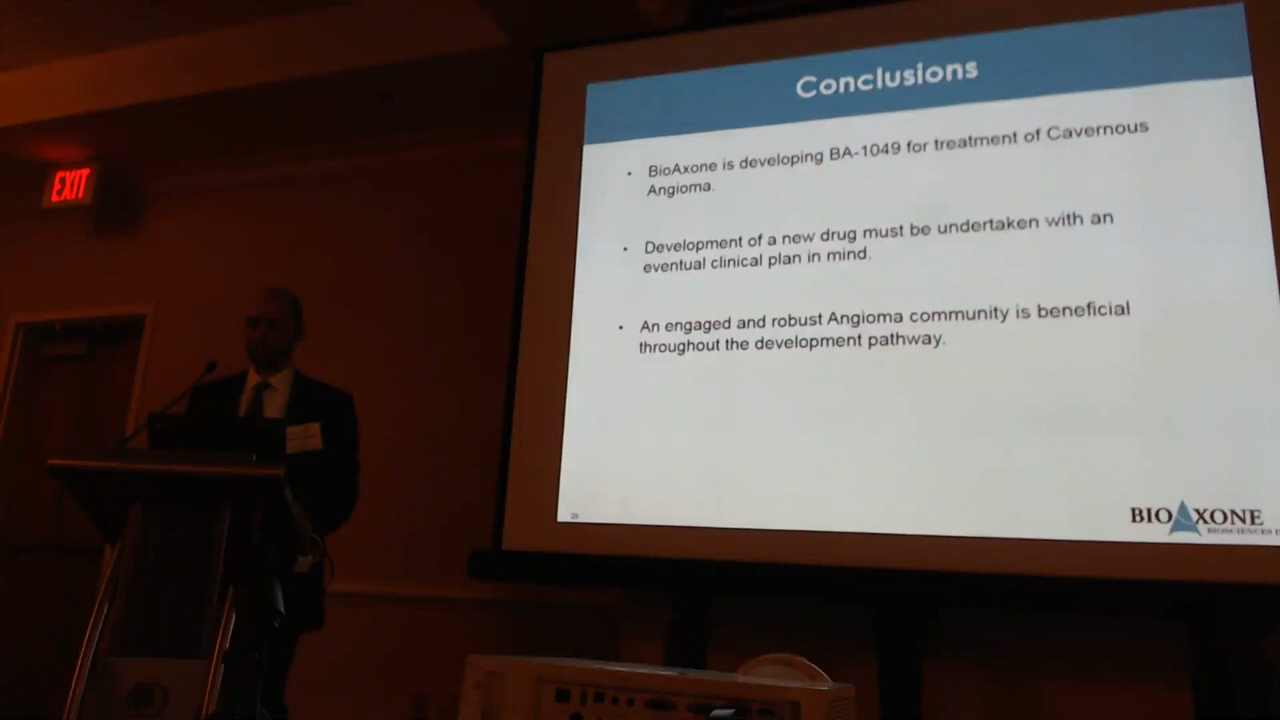 EXIT
Conclusions
• BioAxone is developing BA-1049 for treatment of Cavernous
Angioma.
• Development of a new drug must be undertaken with an
eventual clinical plan in mind.
• An engaged and robust Angioma community is beneficial
throughout the development pathway.
BIOAXONE
BIOSCIENCES